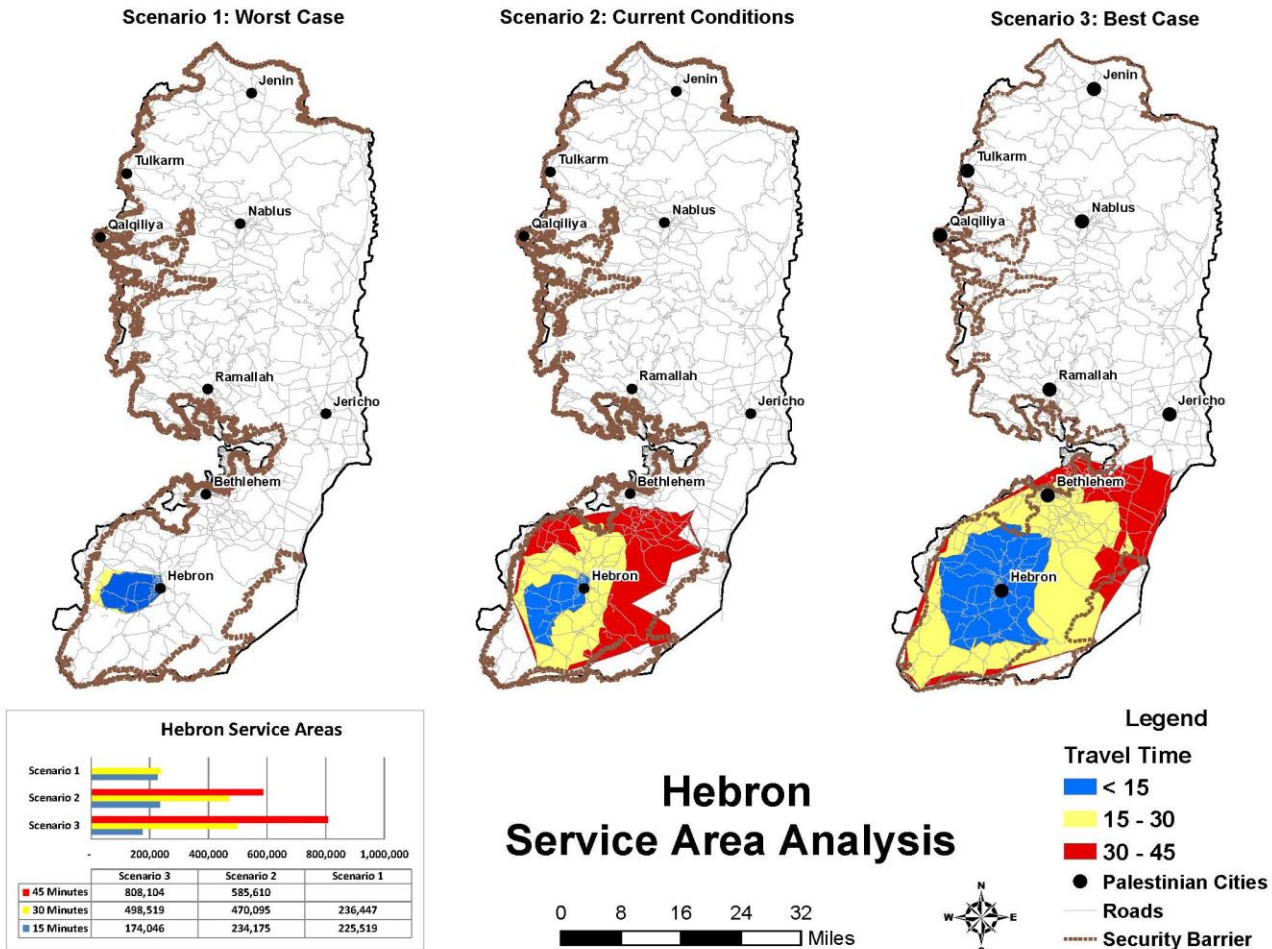 Scenario 1: Worst Case
Jenin
Tulkarm
Nablus
Qalqiliya
Ramallah
Jericho
Bethlehem
Hebron
Scenario 2: Current Conditions
Jenin
Tulkarm
Nablus
Qalqiliya
Ramallah
Jericho
Bethlehem
Hebron
Scenario 3: Best Case
Jenin
Tulkarm
Nablus
Qalqiliya
Ramallah
Jericho
Bethlehem
Hebron
Hebron Service Areas
Scenario 1
Scenario 2
Scenario 3
- 200,000 400,000 600,000 800,000 1,000,000
Scenario 3 Scenario 2 Scenario 1
45 Minutes 808,104 585,610
30 Minutes 498,519 470,095 236,447
15 Minutes 174,046 234,175 225,519
Hebron
Service Area Analysis
0 8 16 24 32
Miles
N
W E
Legend
Travel Time
< 15
15 - 30
30 - 45
Palestinian Cities
Roads
Security Barrier